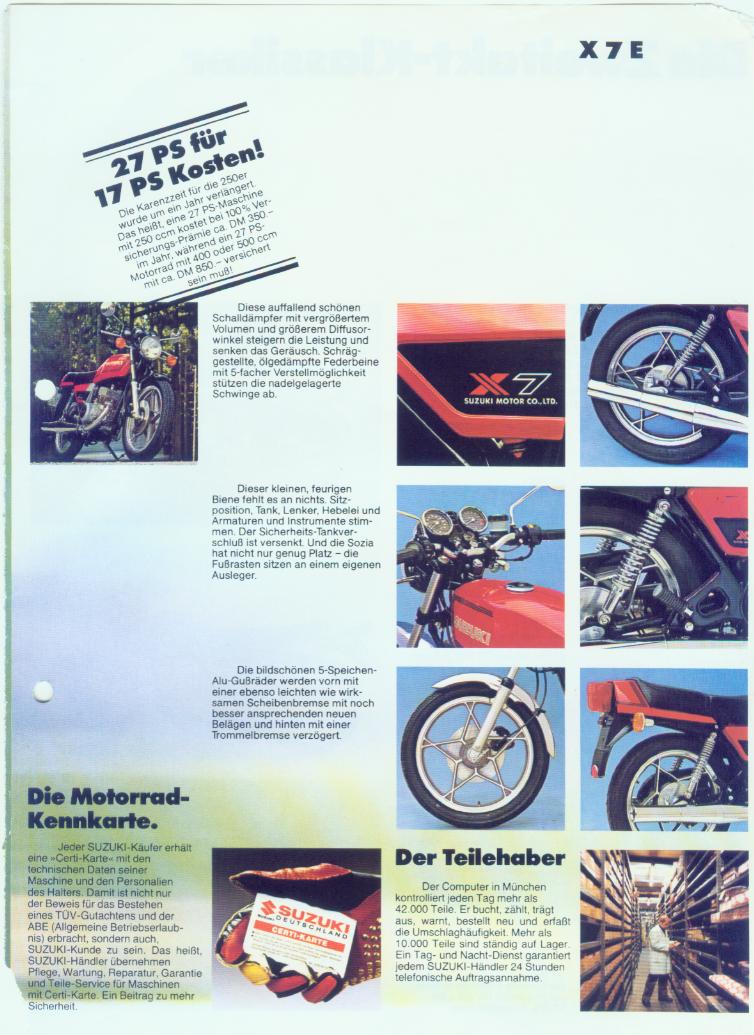 X7E
27 PS für
17 PS Kosten!
Die Karenzzeit für die 250er
wurde um ein Jahr verlängert.
Das heißt, eine 27 PS-Maschine
mit 250 ccm kostet bei 100% Ver-
sicherungs-Prämie ca. DM 350.–
im Jahr, während ein 27 PS-
Motorrad mit 400 oder 500 ccm
mit ca. DM 850.– versichert
sein muß!
Diese auffallend schönen
Schalldämpfer mit vergrößertem
Volumen und größerem Diffusor-
winkel steigern die Leistung und
senken das Geräusch. Schräg-
gestellte, ölgedämpfte Federbeine
mit 5-facher Verstellmöglichkeit
stützen die nadelgelagerte
Schwinge ab.
X7
SUZUKI MOTOR CO., LTD.
Dieser kleinen, feurigen
Biene fehlt es an nichts. Sitz-
position, Tank, Lenker, Hebelei und
Armaturen und Instrumente stim-
men. Der Sicherheits-Tankver-
schluß ist versenkt. Und die Sozia
hat nicht nur genug Platz – die
Fußrasten sitzen an einem eigenen
Ausleger.
SUZUKI
Die bildschönen 5-Speichen-
Alu-Gußräder werden vorn mit
einer ebenso leichten wie wirk-
samen Scheibenbremse mit noch
besser ansprechenden neuen
Belägen und hinten mit einer
Trommelbremse verzögert.
Die Motorrad-
Kennkarte.
Jeder SUZUKI-Käufer erhält
eine »Certi-Karte« mit den
technischen Daten seiner
Maschine und den Personalien
des Halters. Damit ist nicht nur
der Beweis für das Bestehen
eines TÜV-Gutachtens und der
ABE (Allgemeine Betriebserlaub-
nis) erbracht, sondern auch,
SUZUKI-Kunde zu sein. Das heißt,
SUZUKI-Händler übernehmen
Pflege, Wartung, Reparatur, Garantie
und Teile-Service für Maschinen
mit Certi-Karte. Ein Beitrag zu mehr
Sicherheit.
SUZUKI
DEUTSCHLAND
CERTI-KARTE
Der Teilehaber
Der Computer in München
kontrolliert jeden Tag mehr als
42.000 Teile. Er bucht, zählt, trägt
aus, warnt, bestellt neu und erfaßt
die Umschlaghäufigkeit. Mehr als
10.000 Teile sind ständig auf Lager.
Ein Tag- und Nacht-Dienst garantiert
jedem SUZUKI-Händler 24 Stunden
telefonische Auftragsannahme.